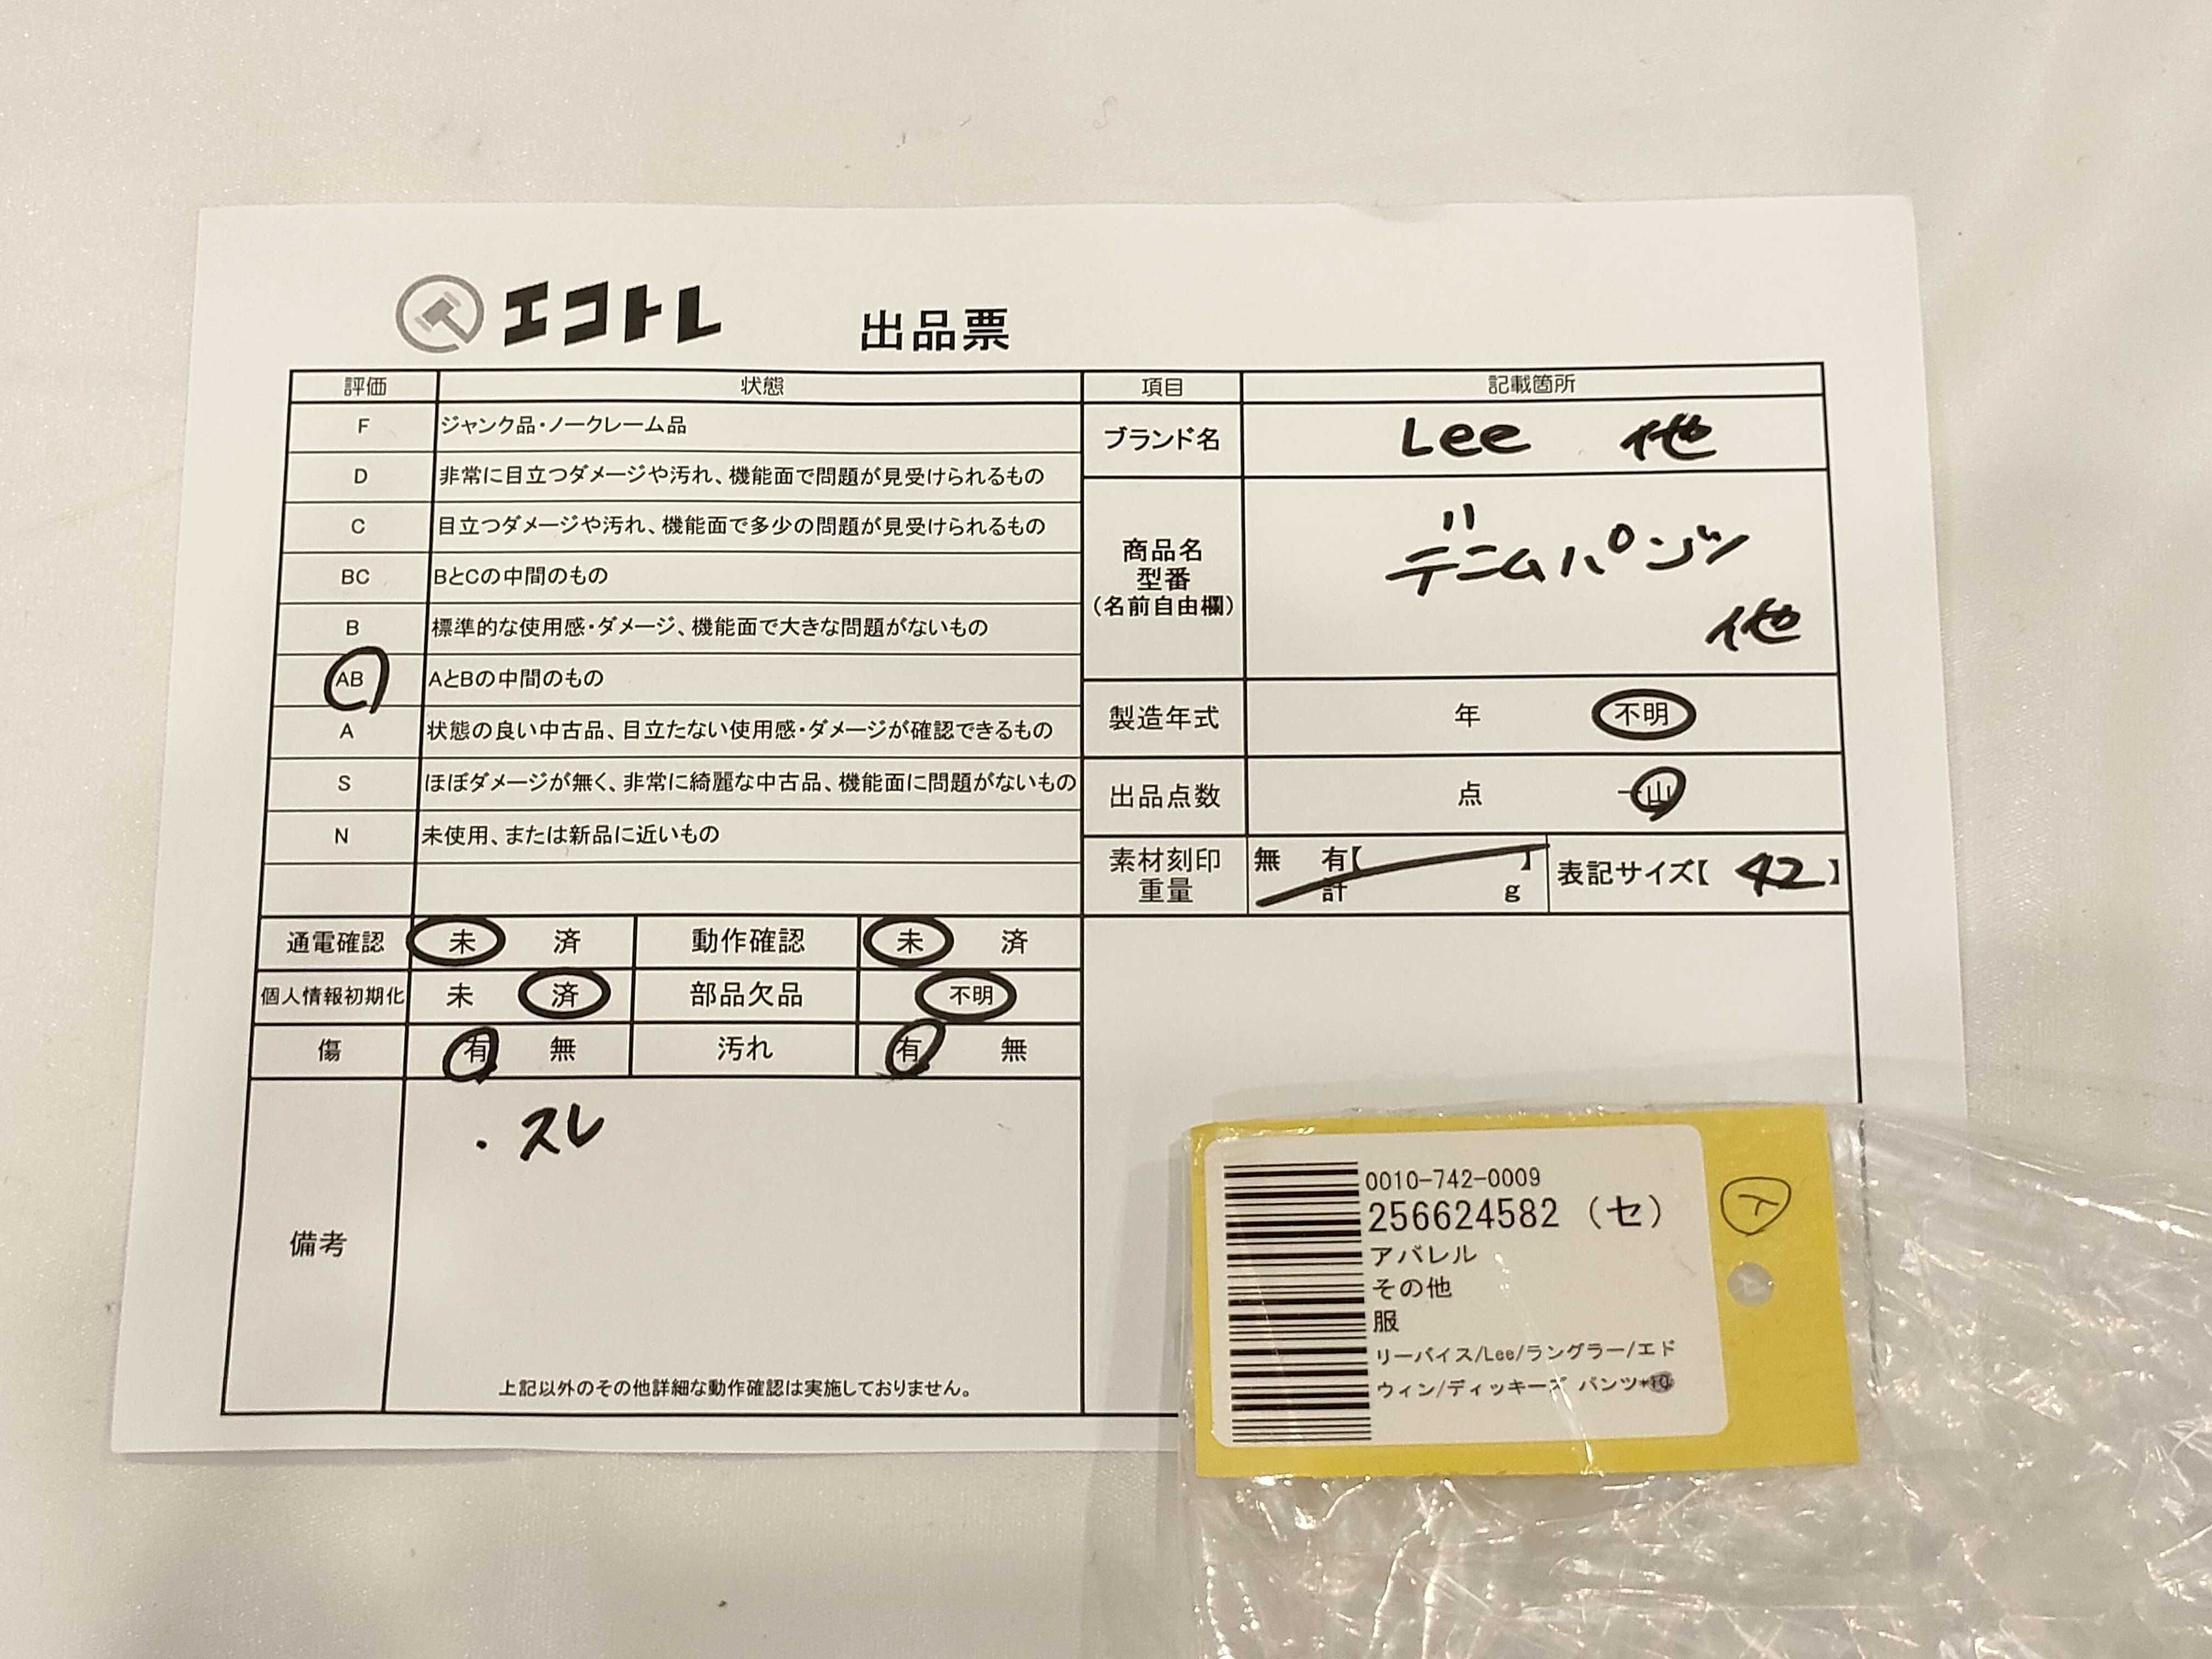 エコトレ 出品票
評価 状態 項目 記載箇所
F ジャンク品・ノークレーム品
D 非常に目立つダメージや汚れ、機能面で問題が見受けられるもの
C 目立つダメージや汚れ、機能面で多少の問題が見受けられるもの
BC BとCの中間のもの
B 標準的な使用感・ダメージ、機能面で大きな問題がないもの
AB AとBの中間のもの
A 状態の良い中古品、目立たない使用感・ダメージが確認できるもの
S ほぼダメージが無く、非常に綺麗な中古品、機能面に問題がないもの
N 未使用、または新品に近いもの
ブランド名 Lee 他
商品名
型番
(名前自由欄)
デニムパンツ
他
製造年式 年 不明
出品点数 点 一山
素材刻印 無 有【 】
重量 計 g
表記サイズ【 42 】
通電確認 未 済 動作確認 未 済
個人情報初期化 未 済 部品欠品 不明
傷 有 無 汚れ 有 無
備考
・スレ
上記以外のその他詳細な動作確認は実施しておりません。
0010-742-0009
256624582 (セ)
アパレル
その他
服
リーバイス/Lee/ラングラー/エド
ウィン/ディッキーズ パンツ*10